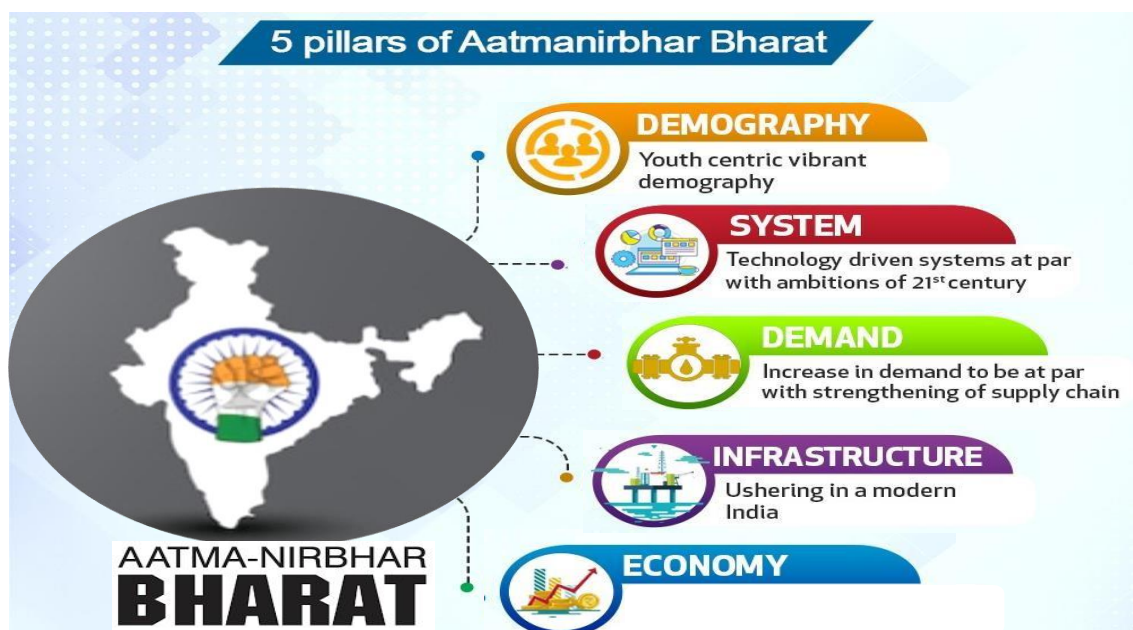 5 pillars of Aatmanirbhar Bharat
DEMOGRAPHY
Youth centric vibrant
demography
SYSTEM
Technology driven systems at par
with ambitions of 21st century
DEMAND
Increase in demand to be at par
with strengthening of supply chain
INFRASTRUCTURE
Ushering in a modern
India
ECONOMY
AATMA-NIRBHAR
BHARAT